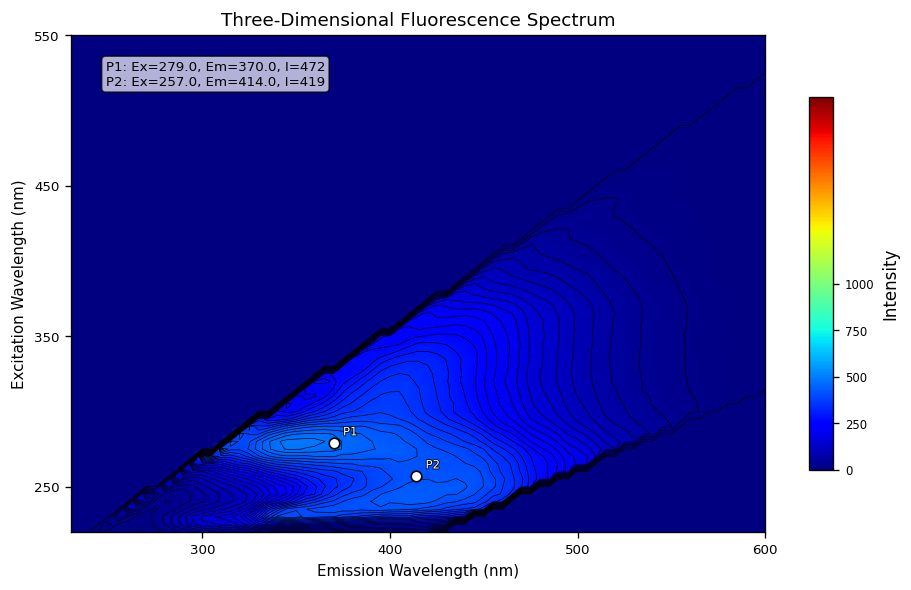 Three-Dimensional Fluorescence Spectrum
550
P1: Ex=279.0, Em=370.0, I=472
P2: Ex=257.0, Em=414.0, I=419
450
350
250
Excitation Wavelength (nm)
P1
P2
300
400
500
600
Emission Wavelength (nm)
1000
750
500
250
0
Intensity